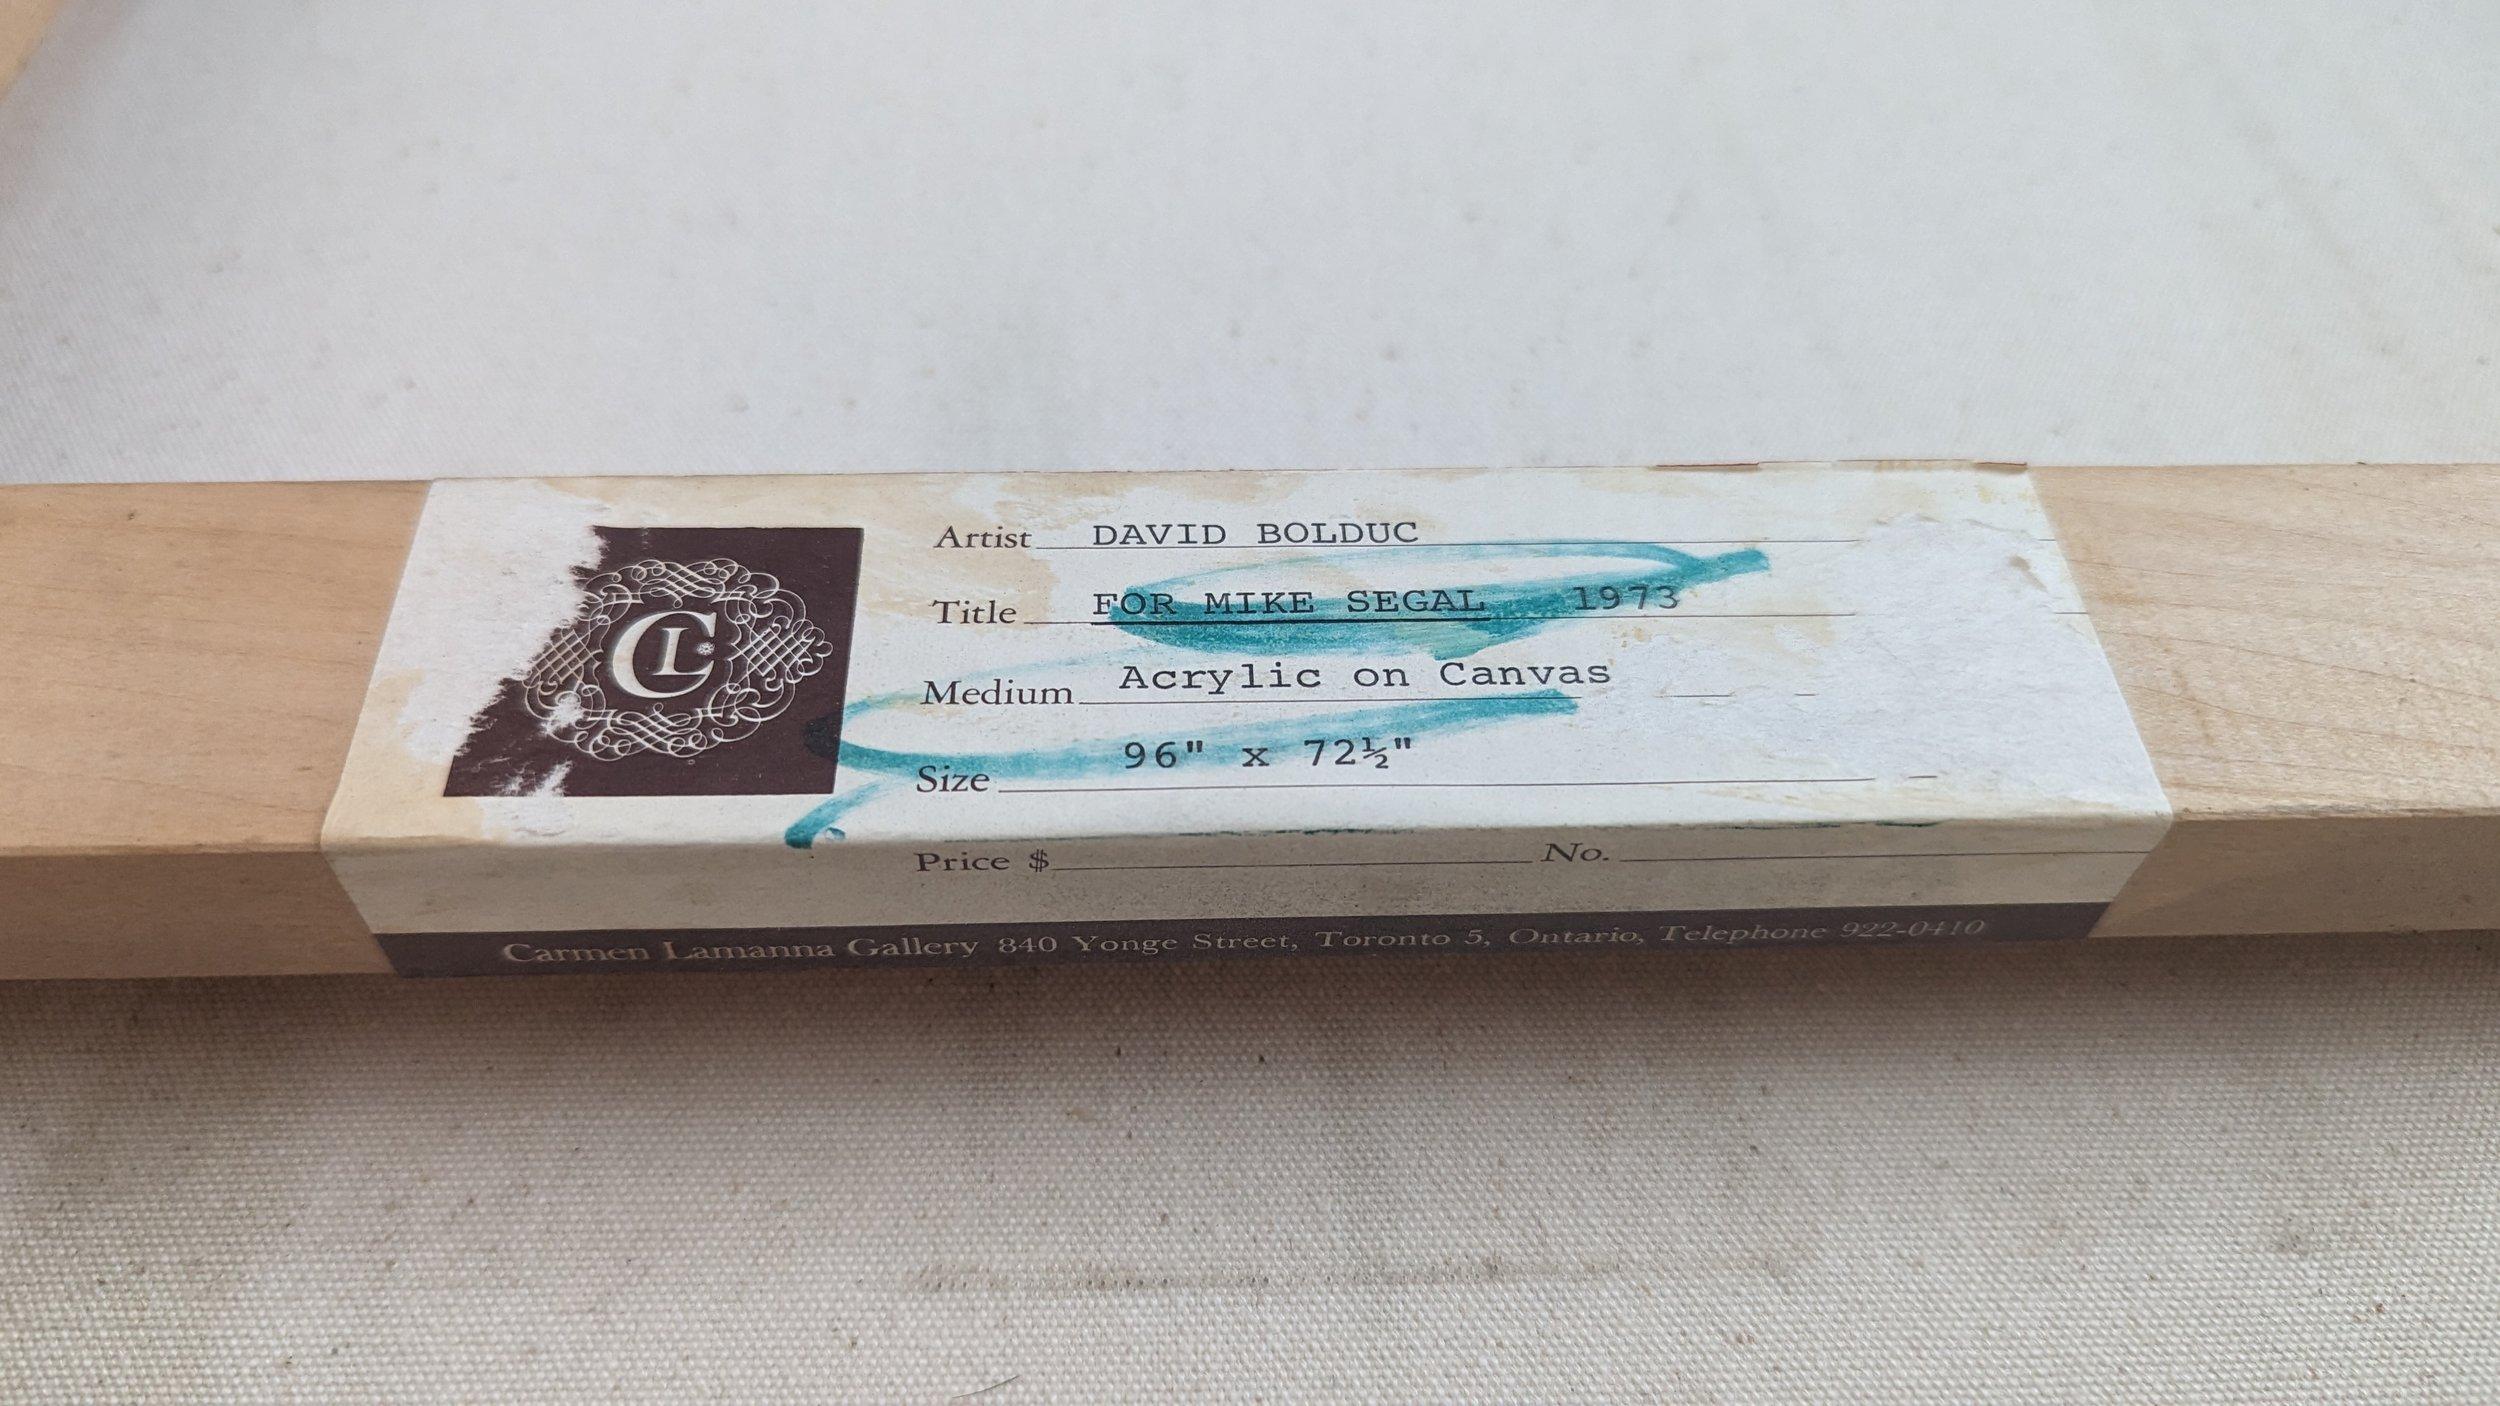 CL
Artist DAVID BOLDUC
Title FOR MIKE SEGAL 1973
Medium Acrylic on Canvas
Size 96" x 72½"
Price $ No.
Carmen Lamanna Gallery 840 Yonge Street, Toronto 5, Ontario, Telephone 922-0410